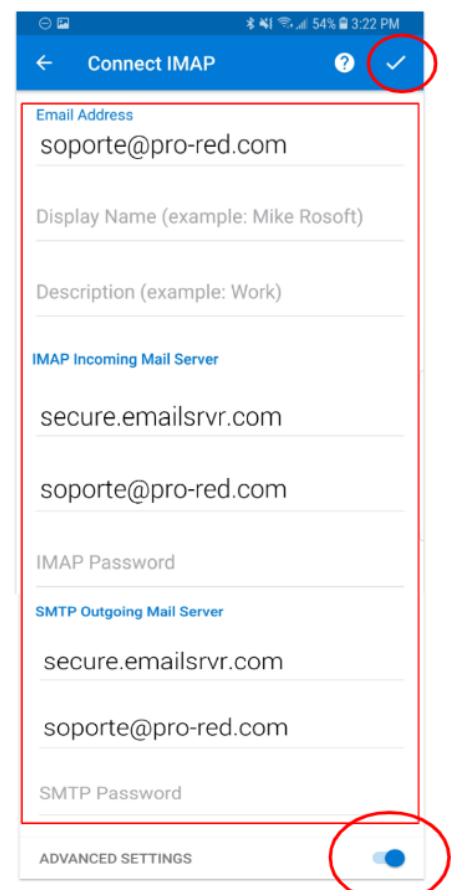 54% 3:22 PM
Connect IMAP
Email Address
soporte@pro-red.com
Display Name (example: Mike Rosoft)
Description (example: Work)
IMAP Incoming Mail Server
secure.emailsrvr.com
soporte@pro-red.com
IMAP Password
SMTP Outgoing Mail Server
secure.emailsrvr.com
soporte@pro-red.com
SMTP Password
ADVANCED SETTINGS